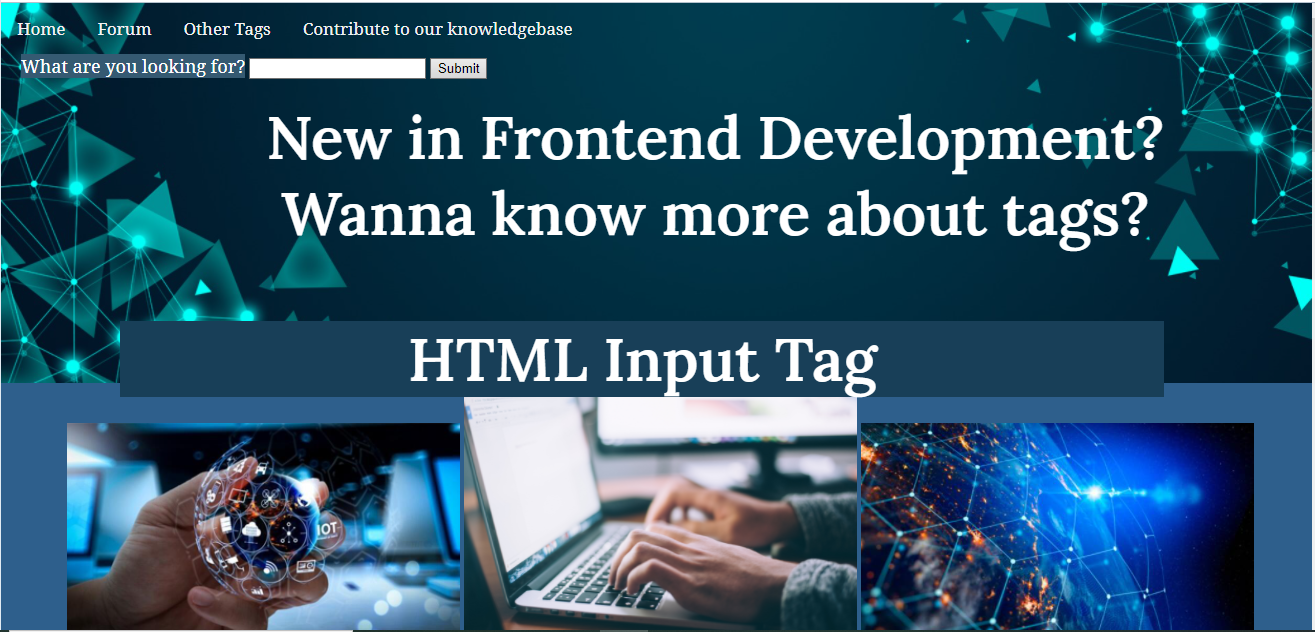 Home Forum Other Tags Contribute to our knowledgebase
What are you looking for? Submit
New in Frontend Development?
Wanna know more about tags?
HTML Input Tag
IOT